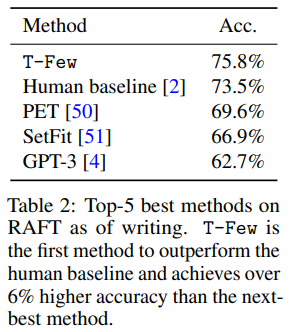 Method Acc.
T-Few 75.8%
Human baseline [2] 73.5%
PET [50] 69.6%
SetFit [51] 66.9%
GPT-3 [4] 62.7%
Table 2: Top-5 best methods on
RAFT as of writing. T-Few is
the first method to outperform the
human baseline and achieves over
6% higher accuracy than the next-
best method.